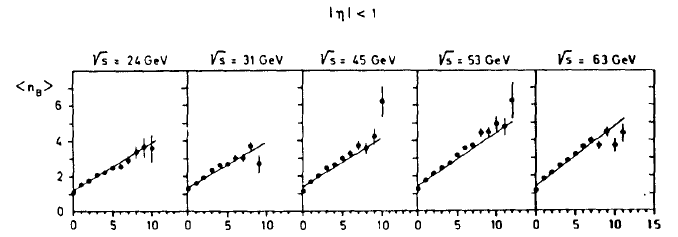 |η| < 1
√s = 24 GeV √s = 31 GeV √s = 45 GeV √s = 53 GeV √s = 63 GeV
<n_B>
6
4
2
0
0 5 10 0 5 10 0 5 10 0 5 10 0 5 10 15